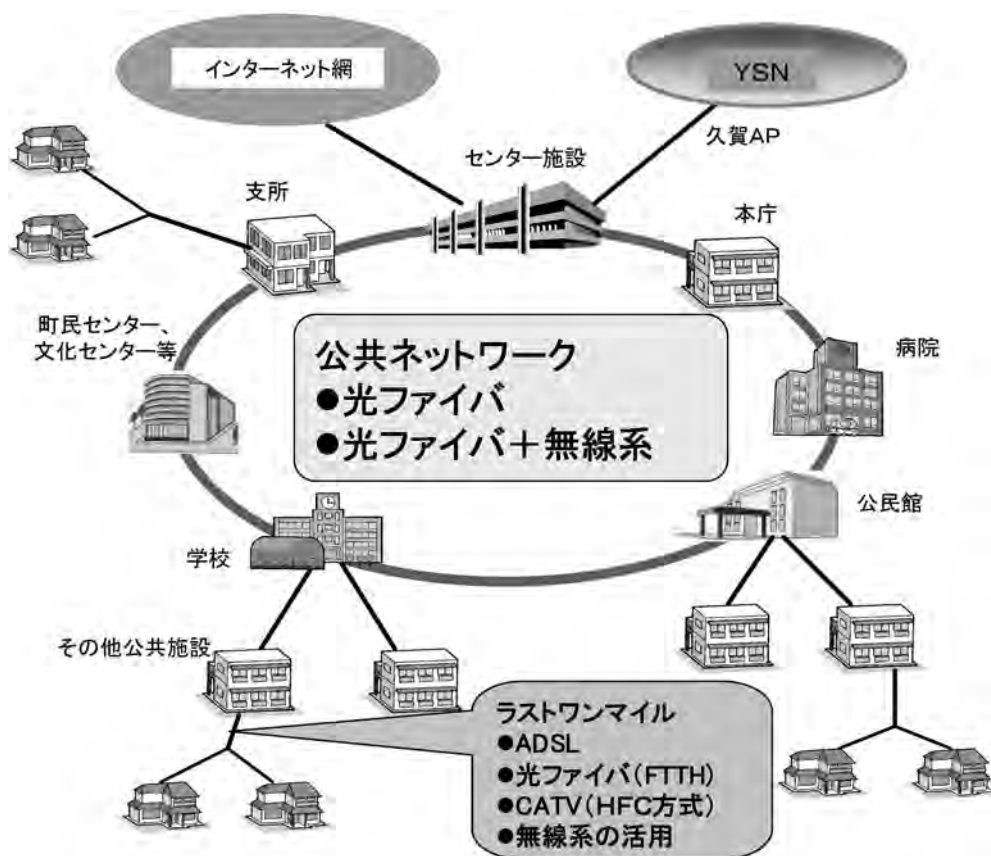 インターネット網
YSN
久賀AP
センター施設
支所
本庁
町民センター、
文化センター等
病院
公共ネットワーク
●光ファイバ
●光ファイバ＋無線系
公民館
学校
その他公共施設
ラストワンマイル
●ADSL
●光ファイバ(FTTH)
●CATV(HFC方式)
●無線系の活用